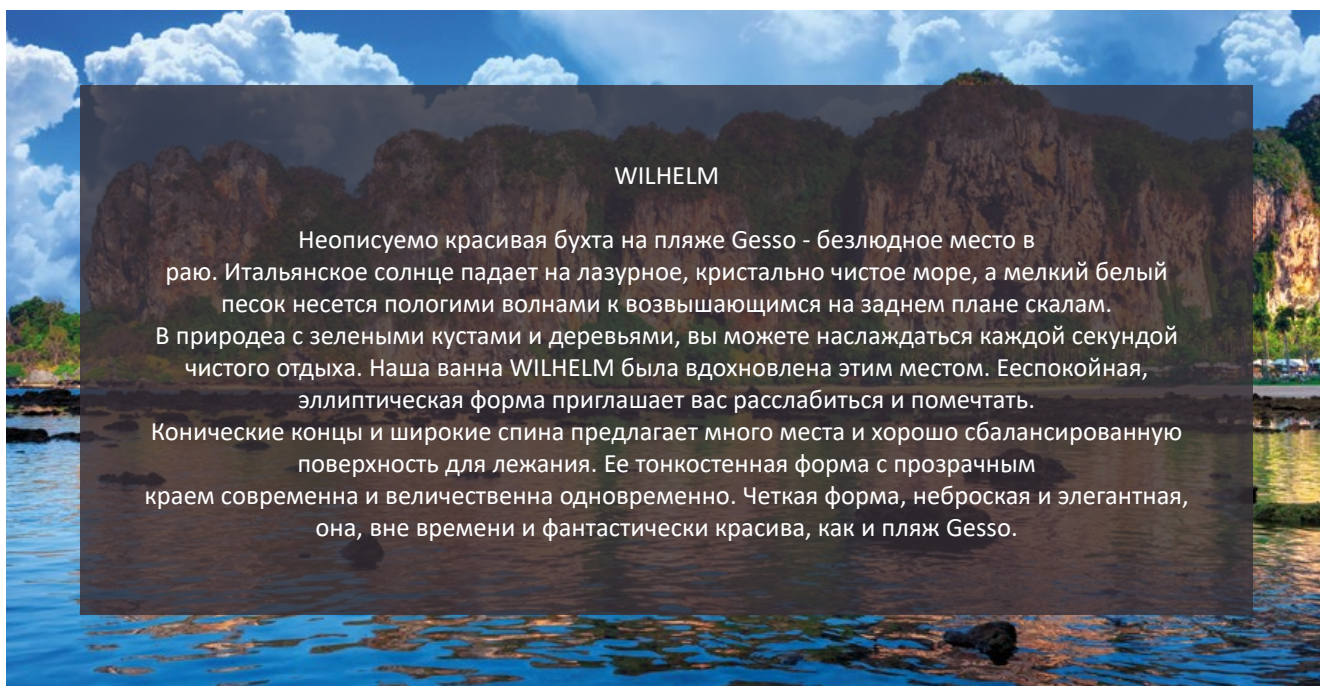 WILHELM
Неописуемо красивая бухта на пляже Gesso - безлюдное место в
раю. Итальянское солнце падает на лазурное, кристально чистое море, а мелкий белый
песок несется пологими волнами к возвышающимся на заднем плане скалам.
В природеа с зелеными кустами и деревьями, вы можете наслаждаться каждой секундой
чистого отдыха. Наша ванна WILHELM была вдохновлена этим местом. Ееспокойная,
эллиптическая форма приглашает вас расслабиться и помечтать.
Конические концы и широкие спина предлагает много места и хорошо сбалансированную
поверхность для лежания. Ее тонкостенная форма с прозрачным
краем современна и величественна одновременно. Четкая форма, неброская и элегантная,
она, вне времени и фантастически красива, как и пляж Gesso.